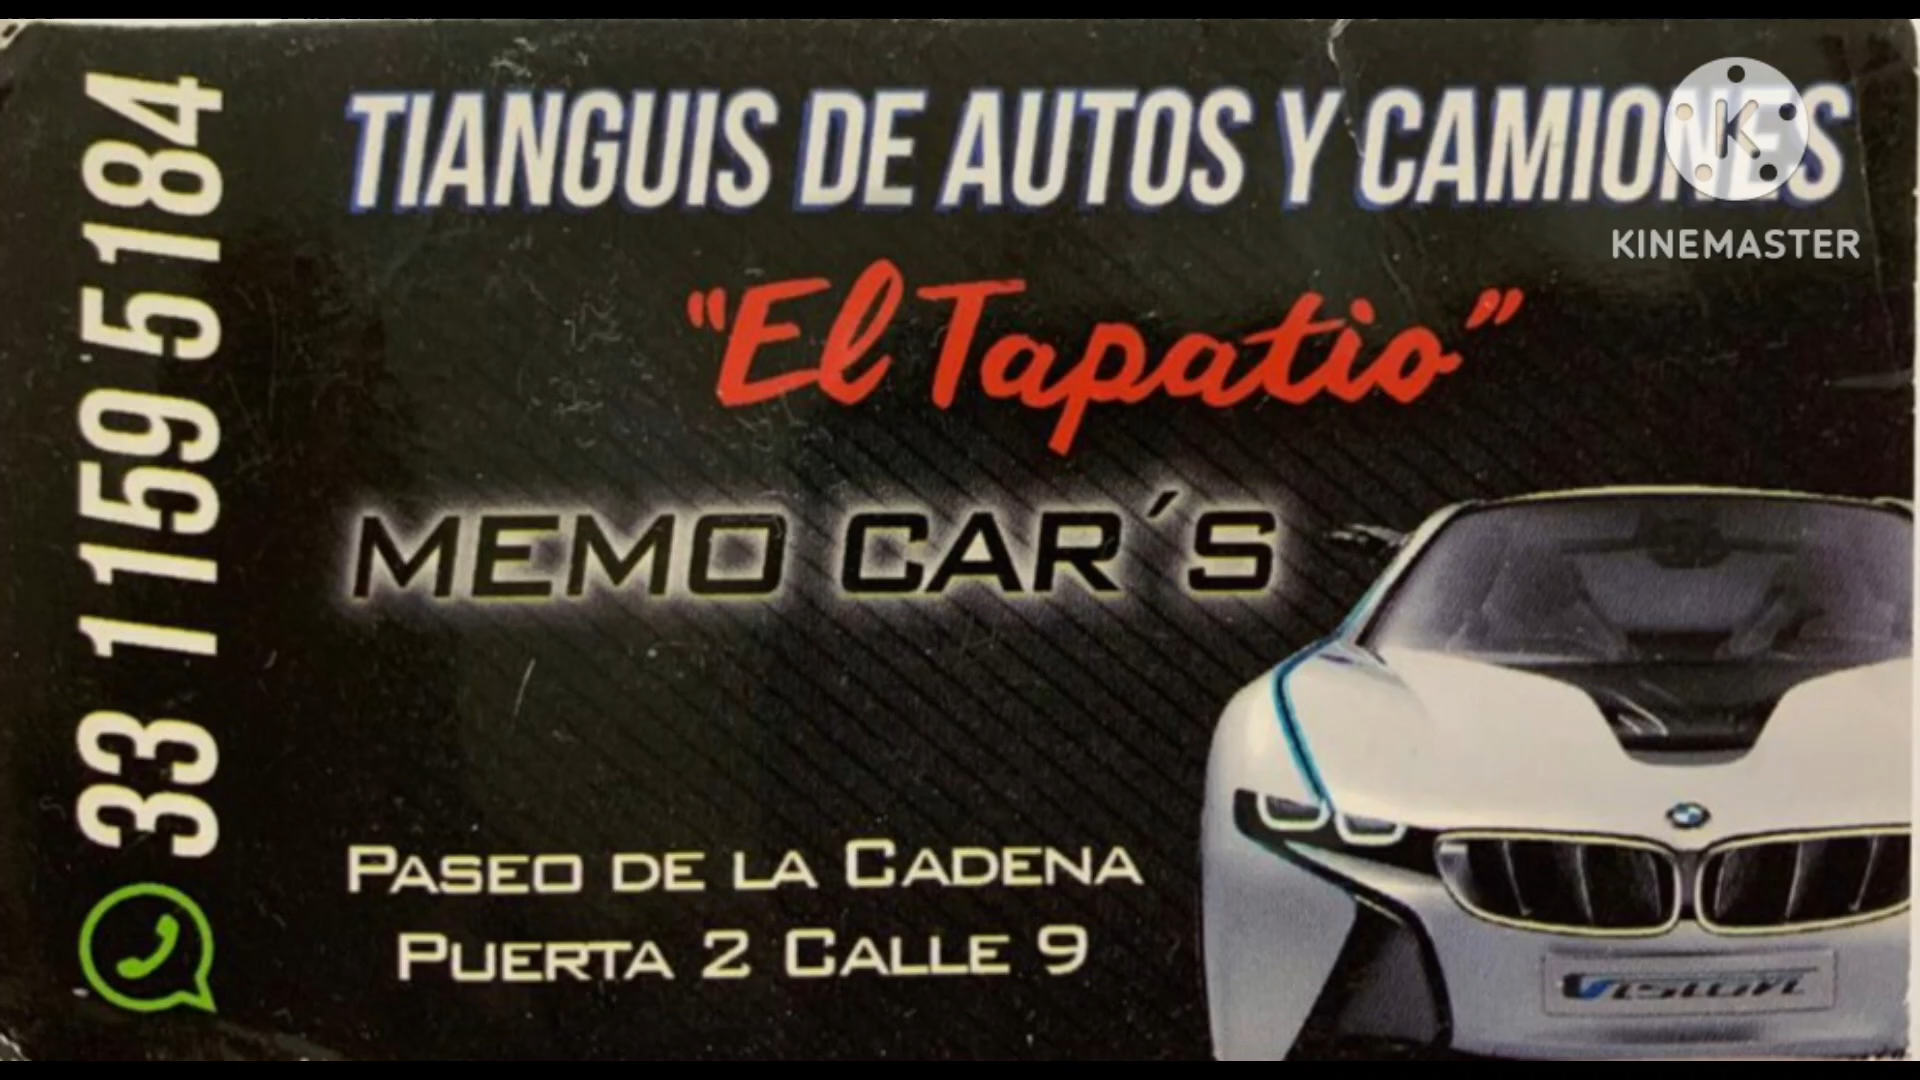 TIANGUIS DE AUTOS Y CAMIONES
"El Tapatio"
MEMO CAR´S
PASEO DE LA CADENA
PUERTA 2 CALLE 9
33 1159 5184
Vision
K
KINEMASTER